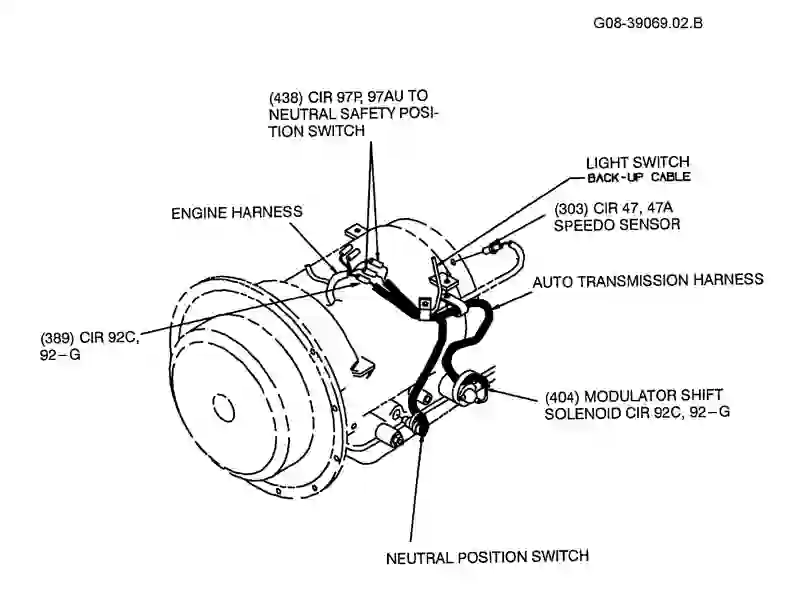 G08-39069.02.B
(438) CIR 97P, 97AU TO
NEUTRAL SAFETY POSI-
TION SWITCH
LIGHT SWITCH
BACK-UP CABLE
(303) CIR 47, 47A
SPEEDO SENSOR
ENGINE HARNESS
AUTO TRANSMISSION HARNESS
(389) CIR 92C,
92-G
(404) MODULATOR SHIFT
SOLENOID CIR 92C, 92-G
NEUTRAL POSITION SWITCH